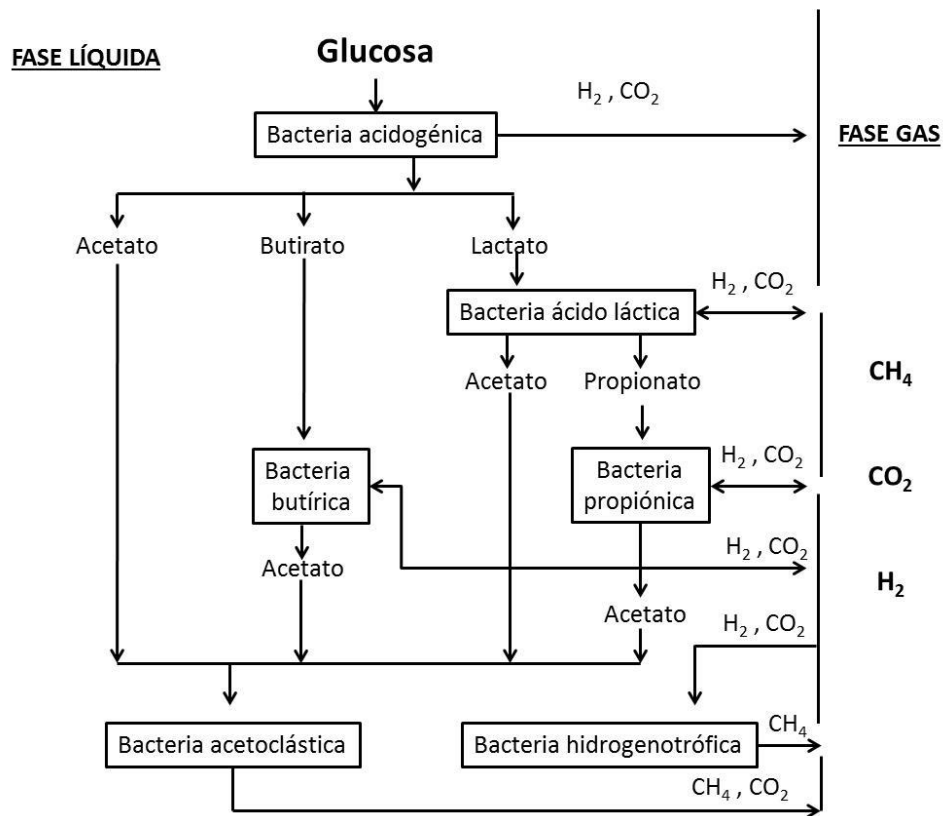 Glucosa
FASE LÍQUIDA
H₂ , CO₂
Bacteria acidogénica
FASE GAS
Acetato
Butirato
Lactato
H₂ , CO₂
Bacteria ácido láctica
Acetato
Propionato
CH₄
H₂ , CO₂
Bacteria
butírica
Bacteria
propiónica
CO₂
H₂ , CO₂
Acetato
H₂
Acetato
H₂ , CO₂
CH₄
Bacteria acetoclástica
Bacteria hidrogenotrófica
CH₄ , CO₂